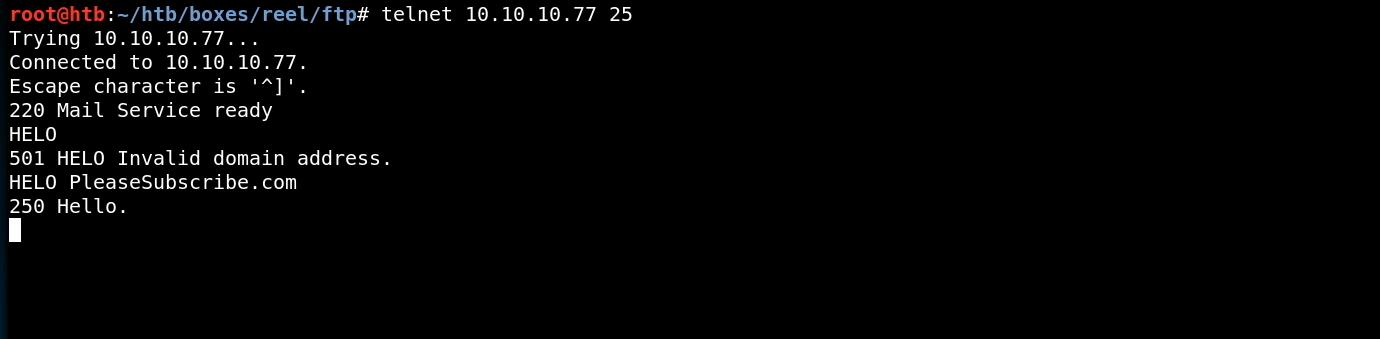 root@htb:~/htb/boxes/reel/ftp# telnet 10.10.10.77 25
Trying 10.10.10.77...
Connected to 10.10.10.77.
Escape character is '^]'.
220 Mail Service ready
HELO
501 HELO Invalid domain address.
HELO PleaseSubscribe.com
250 Hello.